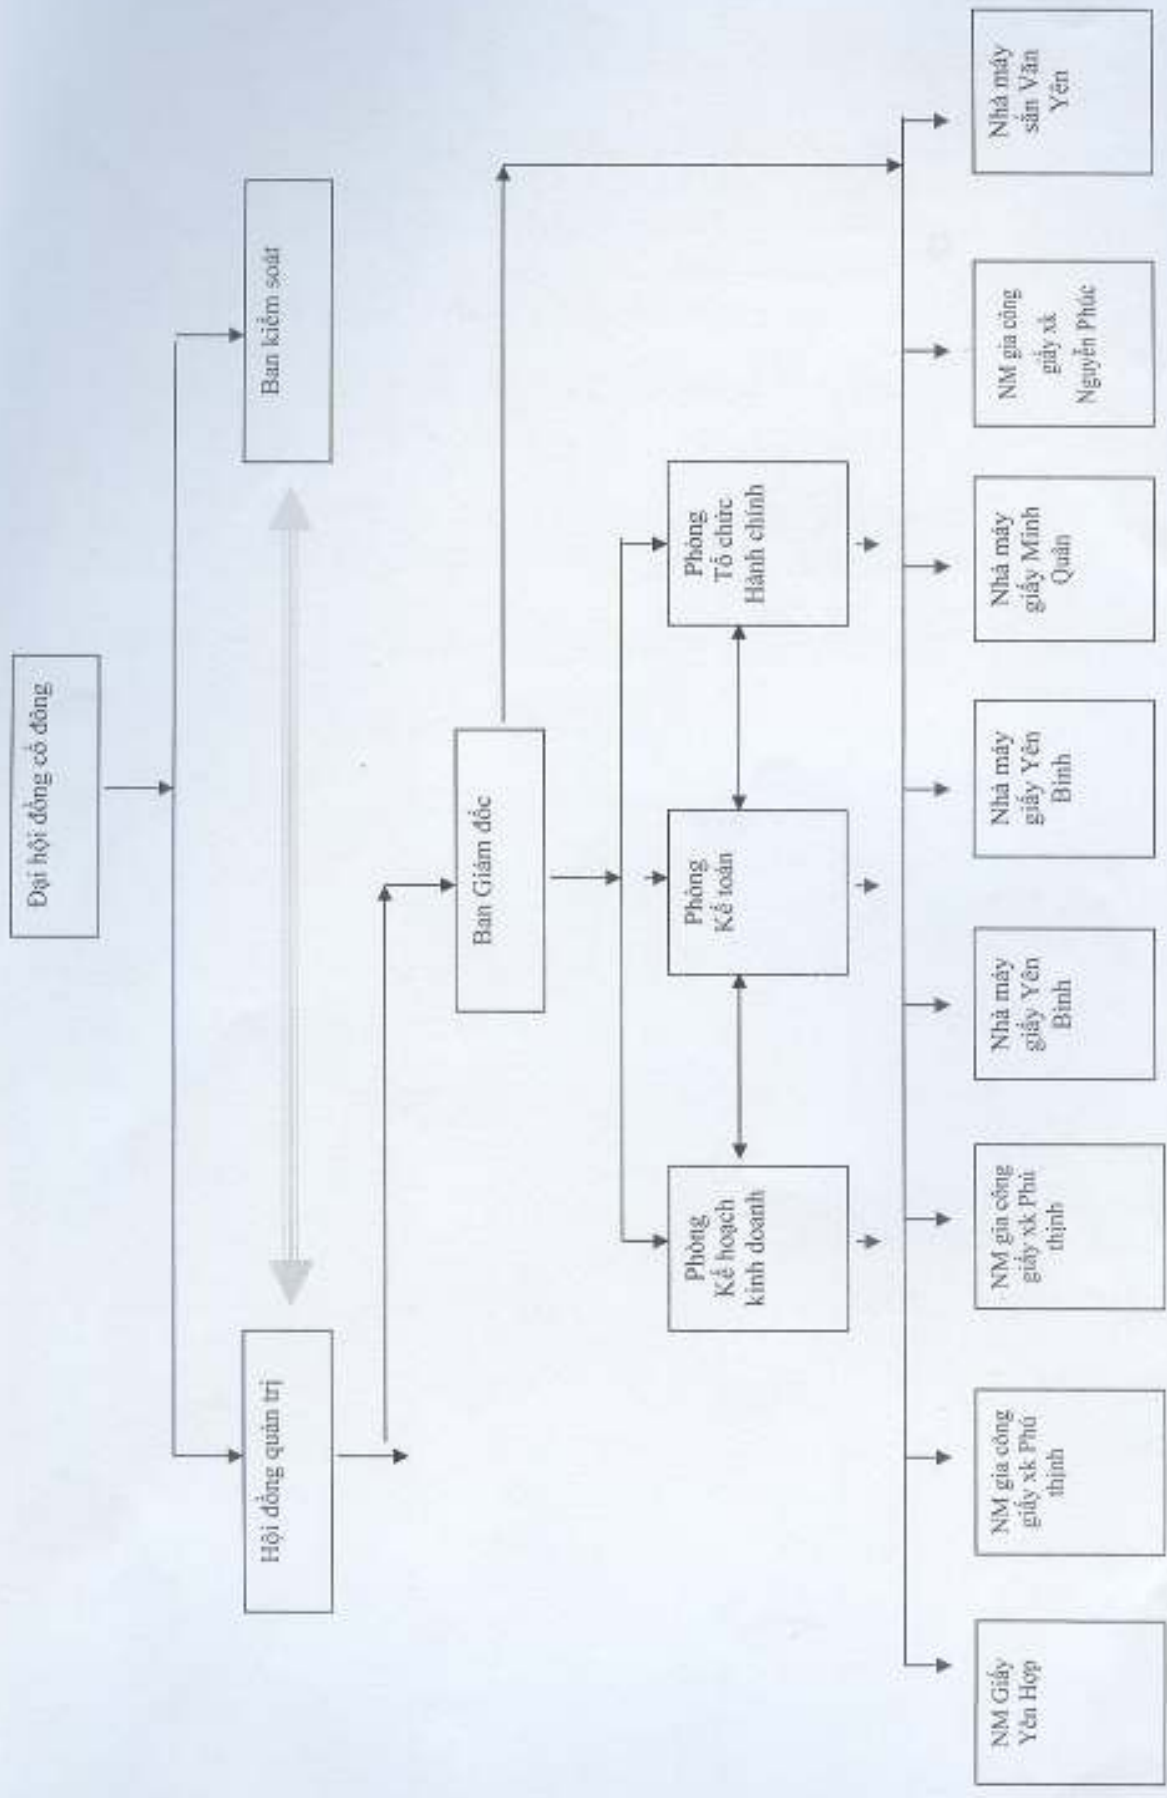 Đại hội đồng cổ đông
Hội đồng quản trị
Ban kiểm soát
Ban Giám đốc
Phòng
Kế hoạch
kinh doanh
Phòng
Kế toán
Phòng
Tổ chức
Hành chính
NM Giấy
Yên Hợp
NM gia công
giấy xk Phú
thịnh
NM gia công
giấy xk Phú
thịnh
Nhà máy
giấy Yên
Bình
Nhà máy
giấy Yên
Bình
Nhà máy
giấy Minh
Quân
NM gia công
giấy xk
Nguyễn Phúc
Nhà máy
sắn Văn
Yên